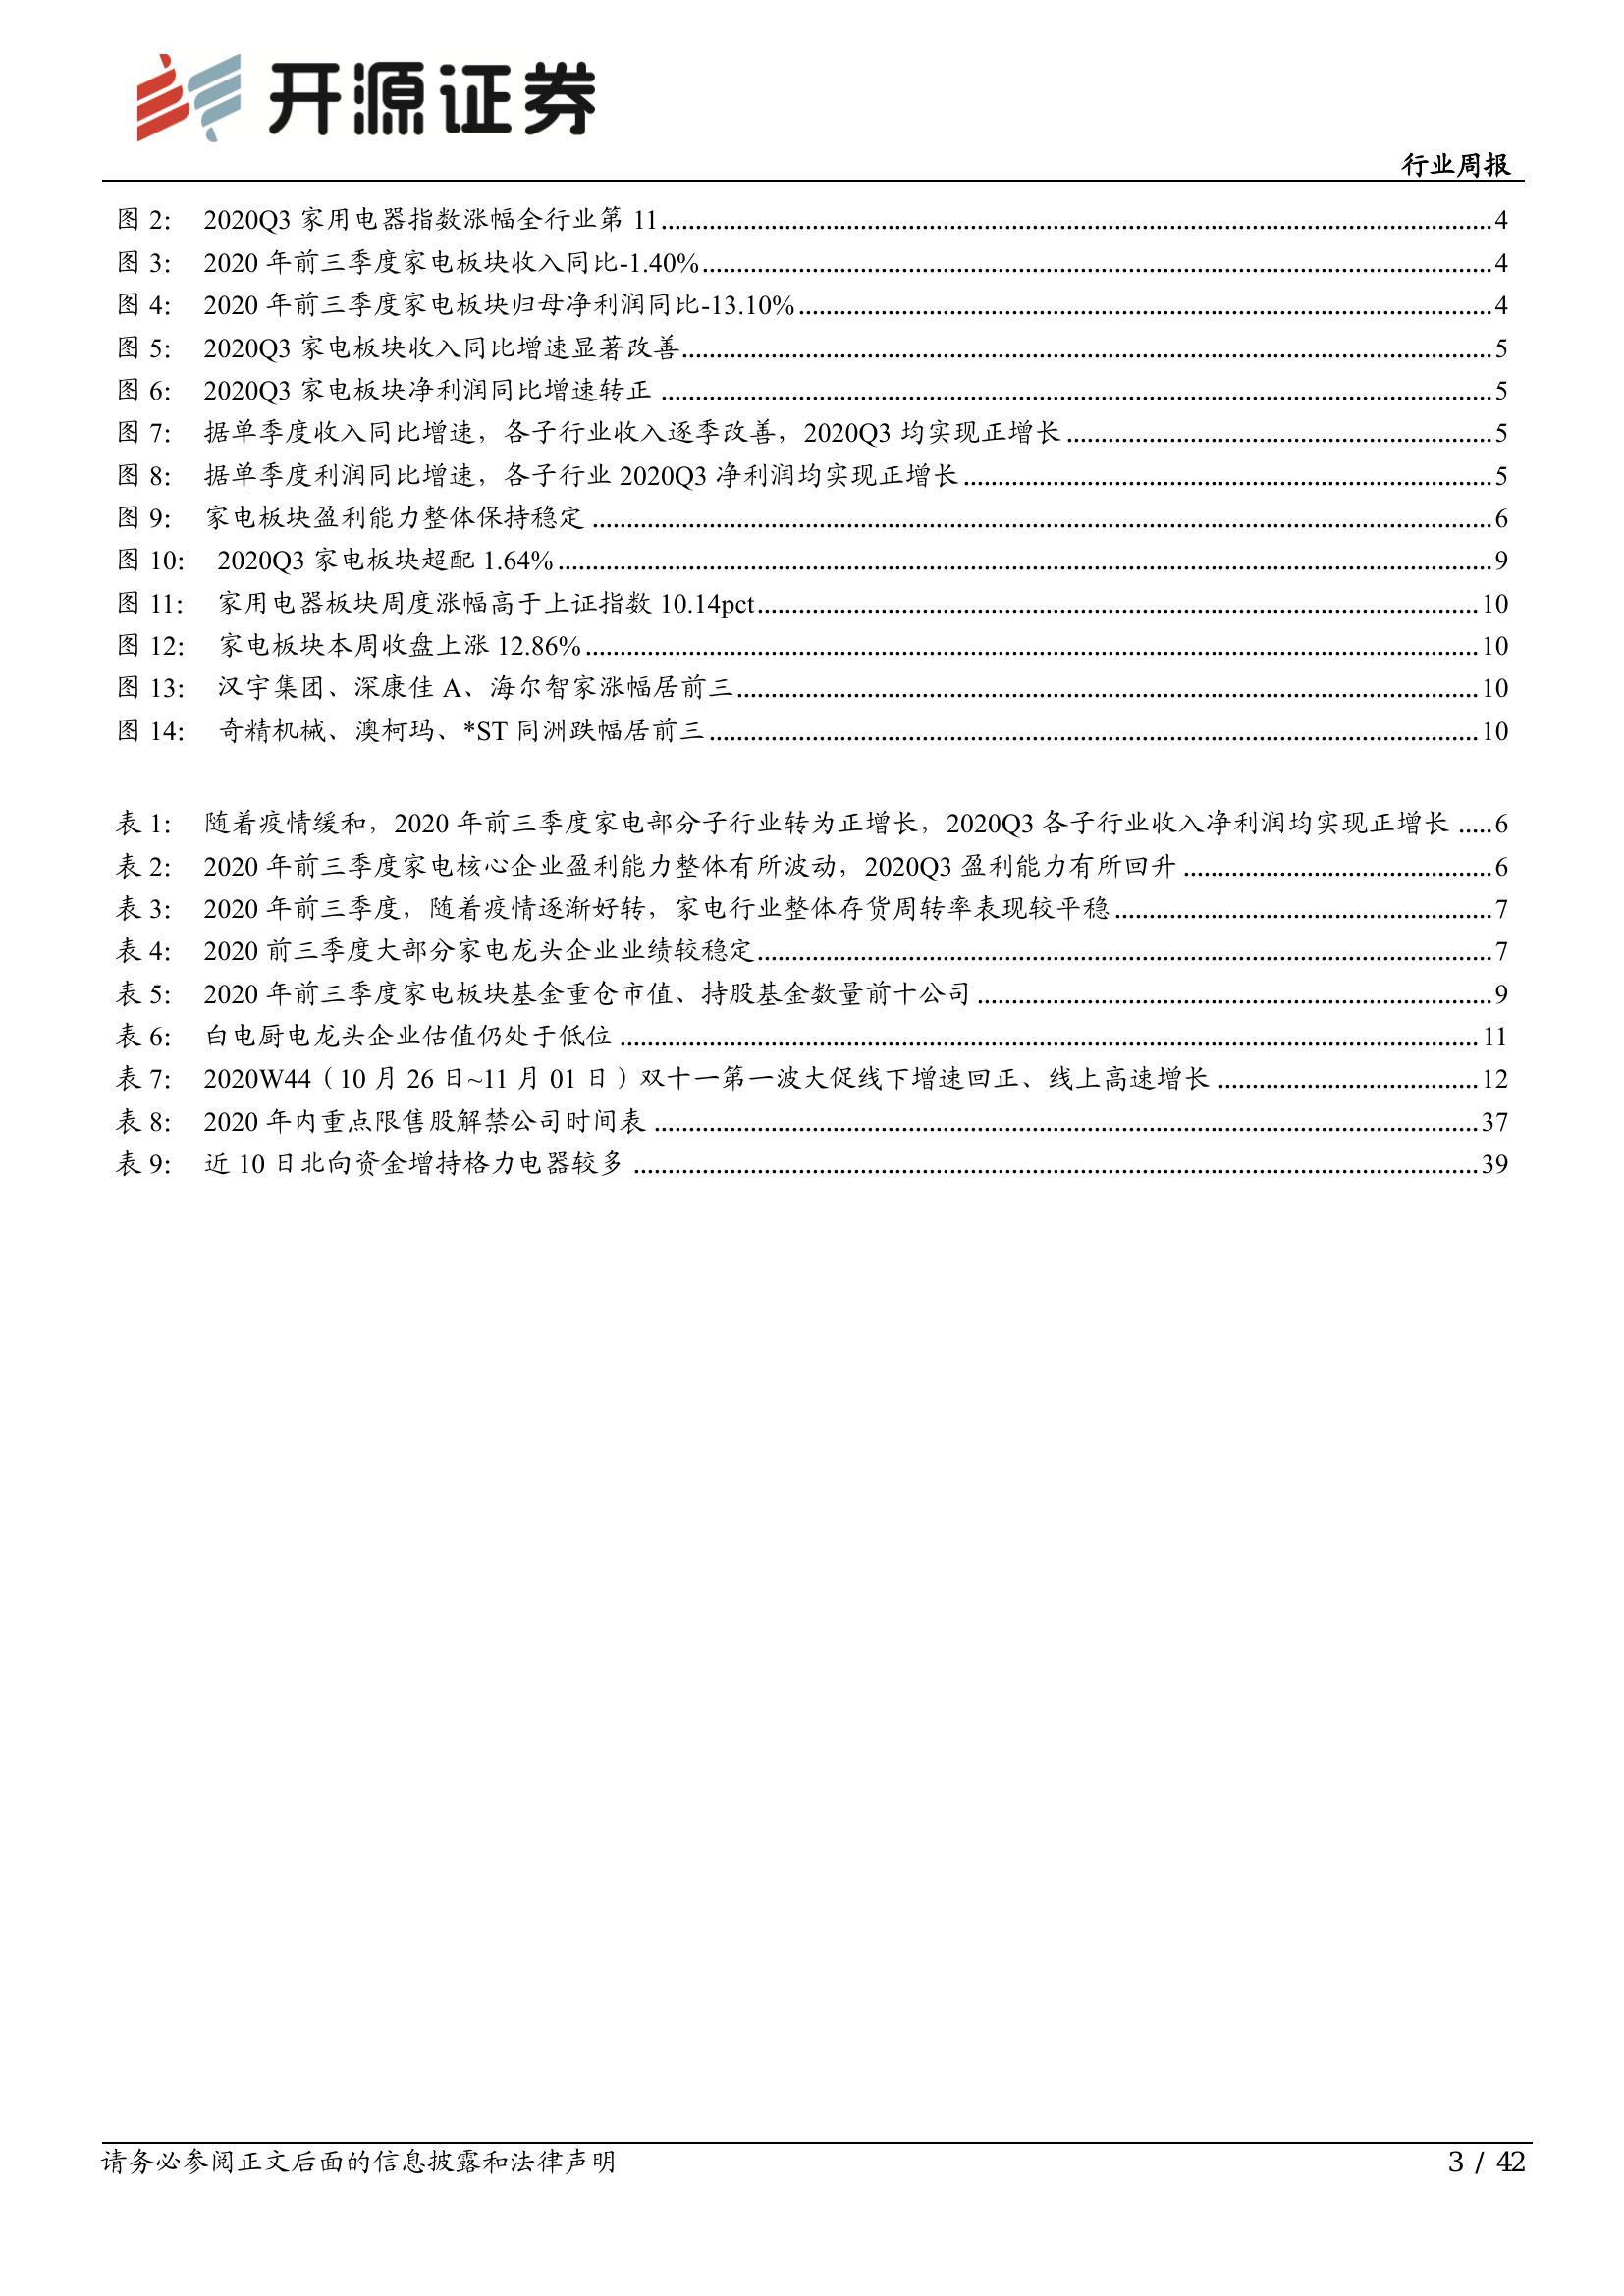 开源证券
行业周报
图 2: 2020Q3 家用电器指数涨幅全行业第 11 4
图 3: 2020 年前三季度家电板块收入同比-1.40% 4
图 4: 2020 年前三季度家电板块归母净利润同比-13.10% 4
图 5: 2020Q3 家电板块收入同比增速显著改善 5
图 6: 2020Q3 家电板块净利润同比增速转正 5
图 7: 据单季度收入同比增速，各子行业收入逐季改善，2020Q3 均实现正增长 5
图 8: 据单季度利润同比增速，各子行业 2020Q3 净利润均实现正增长 5
图 9: 家电板块盈利能力整体保持稳定 6
图 10: 2020Q3 家电板块超配 1.64% 9
图 11: 家用电器板块周度涨幅高于上证指数 10.14pct 10
图 12: 家电板块本周收盘上涨 12.86% 10
图 13: 汉宇集团、深康佳 A、海尔智家涨幅居前三 10
图 14: 奇精机械、澳柯玛、*ST 同洲跌幅居前三 10
表 1: 随着疫情缓和，2020 年前三季度家电部分子行业转为正增长，2020Q3 各子行业收入净利润均实现正增长 6
表 2: 2020 年前三季度家电核心企业盈利能力整体有所波动，2020Q3 盈利能力有所回升 6
表 3: 2020 年前三季度，随着疫情逐渐好转，家电行业整体存货周转率表现较平稳 7
表 4: 2020 前三季度大部分家电龙头企业业绩较稳定 7
表 5: 2020 年前三季度家电板块基金重仓市值、持股基金数量前十公司 9
表 6: 白电厨电龙头企业估值仍处于低位 11
表 7: 2020W44（10 月 26 日~11 月 01 日）双十一第一波大促线下增速回正、线上高速增长 12
表 8: 2020 年内重点限售股解禁公司时间表 37
表 9: 近 10 日北向资金增持格力电器较多 39
请务必参阅正文后面的信息披露和法律声明
3 / 42